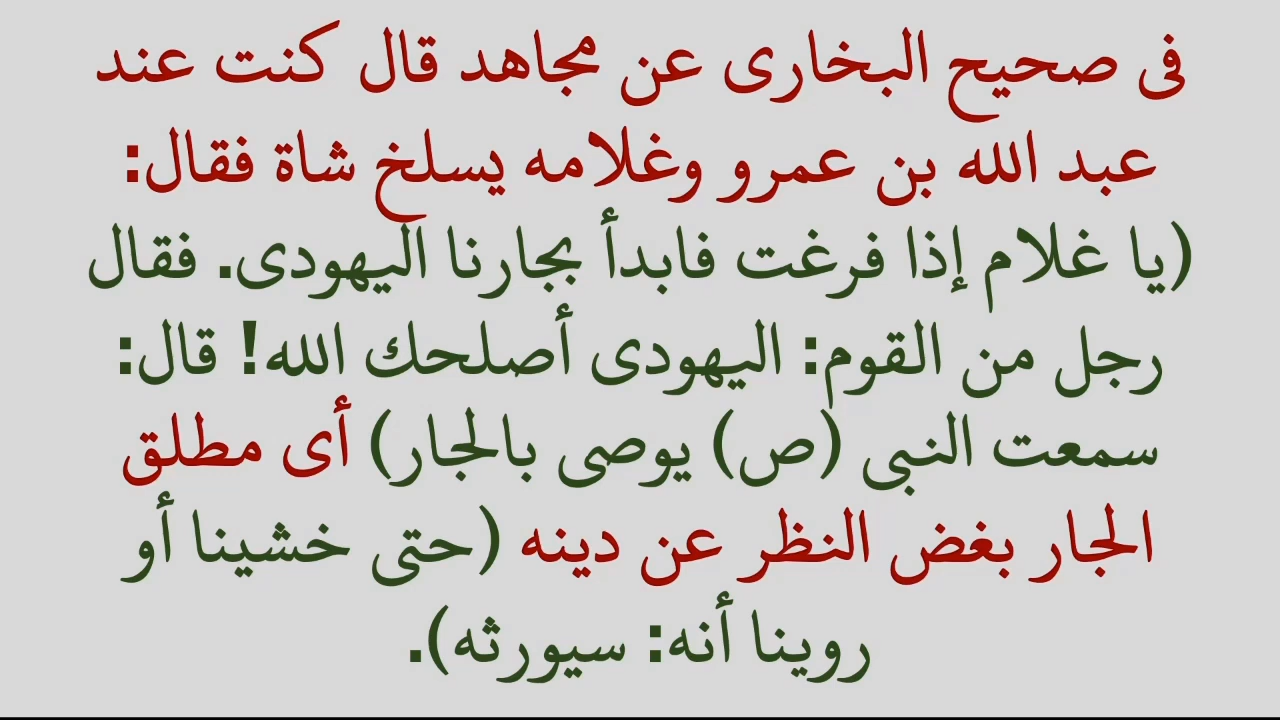 فى صحيح البخارى عن مجاهد قال كنت عند
عبد الله بن عمرو وغلامه يسلخ شاة فقال:
(يا غلام إذا فرغت فابدأ بجارنا اليهودى. فقال
رجل من القوم: اليهودى أصلحك الله! قال:
سمعت النبى (ص) يوصى بالجار) أى مطلق
الجار بغض النظر عن دينه (حتى خشينا أو
روينا أنه: سيورثه).